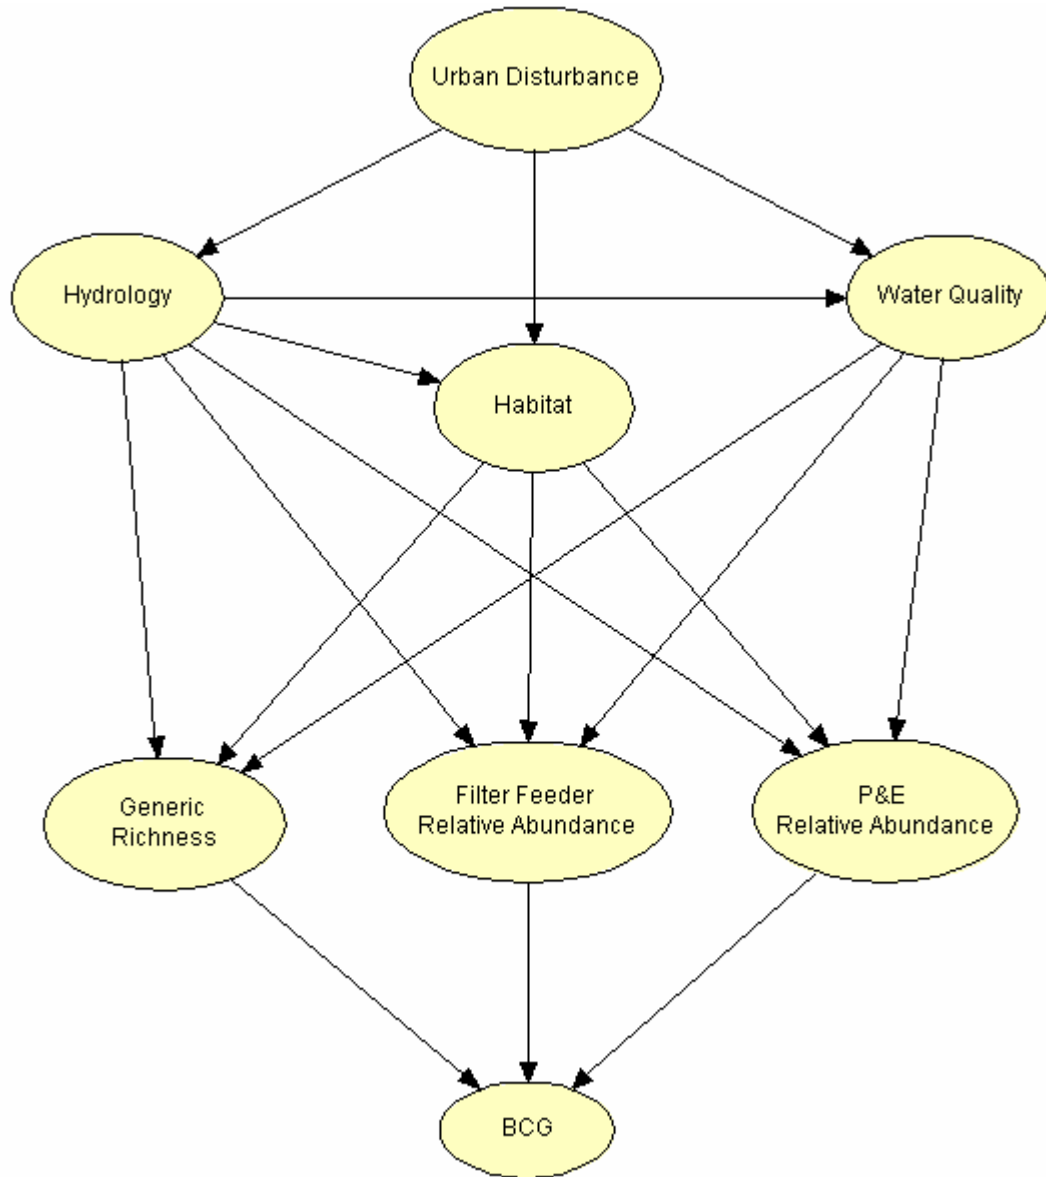 Urban Disturbance
Hydrology
Water Quality
Habitat
Generic
Richness
Filter Feeder
Relative Abundance
P&E
Relative Abundance
BCG